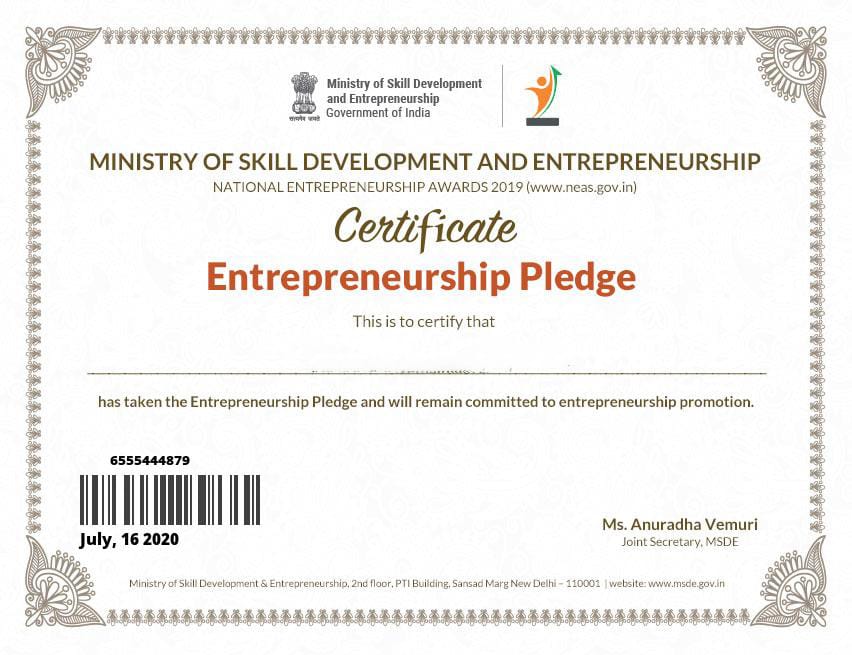 Ministry of Skill Development
and Entrepreneurship
Government of India
सत्यमेव जयते
MINISTRY OF SKILL DEVELOPMENT AND ENTREPRENEURSHIP
NATIONAL ENTREPRENEURSHIP AWARDS 2019 (www.neas.gov.in)
Certificate
Entrepreneurship Pledge
This is to certify that
has taken the Entrepreneurship Pledge and will remain committed to entrepreneurship promotion.
6555444879
July, 16 2020
Ms. Anuradha Vemuri
Joint Secretary, MSDE
Ministry of Skill Development & Entrepreneurship, 2nd floor, PTI Building, Sansad Marg New Delhi – 110001 | website: www.msde.gov.in